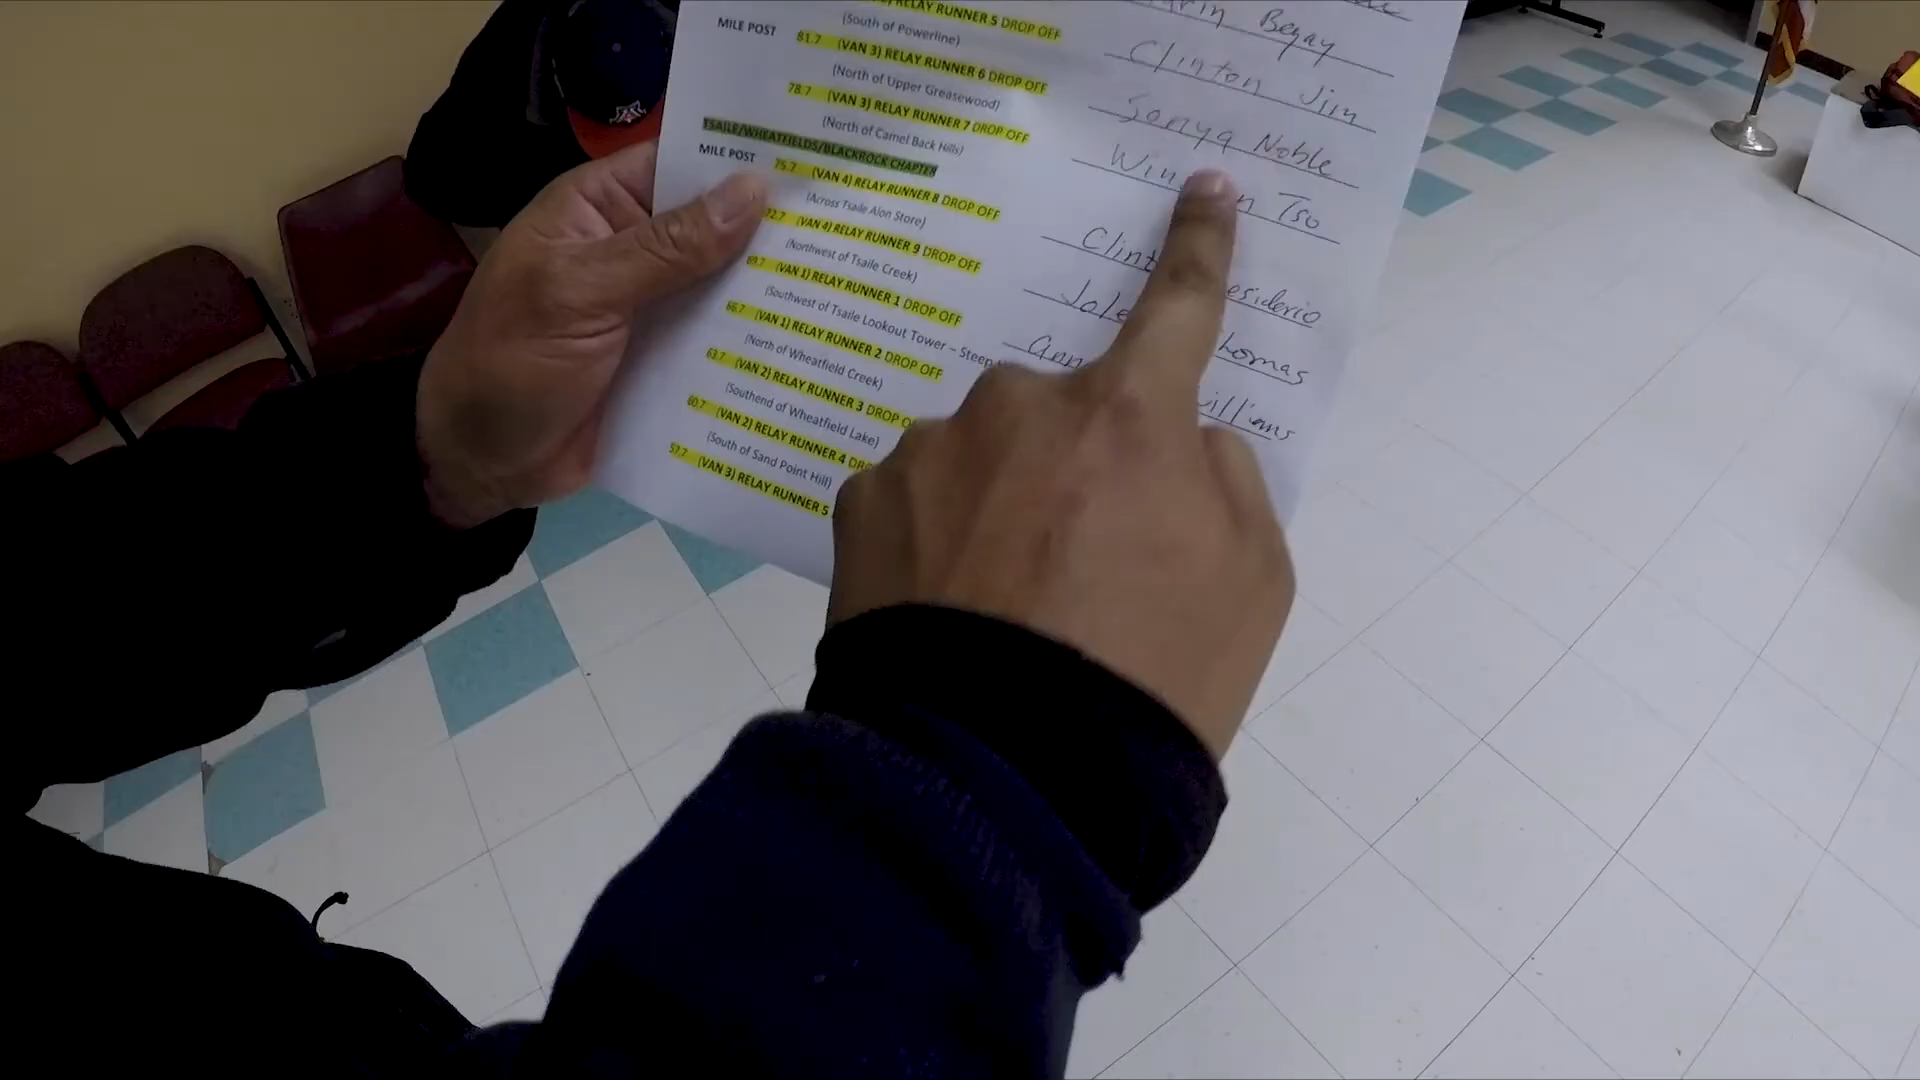 RELAY RUNNER 5 DROP OFF
Begay
(South of Powerline)
MILE POST 81.7 (VAN 3) RELAY RUNNER 6 DROP OFF
Clinton Jim
(North of Upper Greasewood)
78.7 (VAN 3) RELAY RUNNER 7 DROP OFF
Sonya Noble
(North of Camel Back Hills)
Tso
TSAILE/WHEATFIELDS/BLACKROCK CHAPTER
MILE POST 75.7 (VAN 4) RELAY RUNNER 8 DROP OFF
Clint esiderio
(Across Tsaile Alon Store)
72.7 (VAN 4) RELAY RUNNER 9 DROP OFF
Jole homas
(Northwest of Tsaile Creek)
69.7 (VAN 1) RELAY RUNNER 1 DROP OFF
Ann illiams
(Southwest of Tsaile Lookout Tower – Steep
66.7 (VAN 1) RELAY RUNNER 2 DROP OFF
(North of Wheatfield Creek)
63.7 (VAN 2) RELAY RUNNER 3 DROP
(Southend of Wheatfield Lake)
60.7 (VAN 2) RELAY RUNNER 4
(South of Sand Point Hill)
57.7 (VAN 3) RELAY RUNNER 5